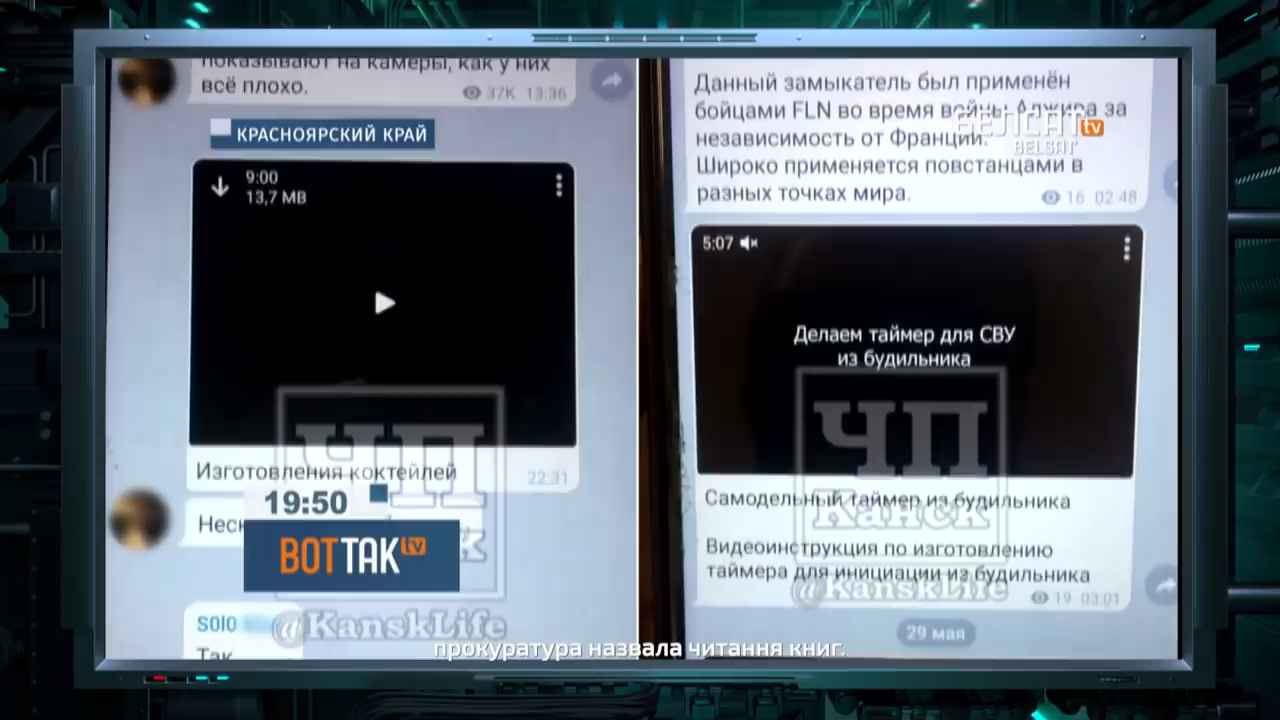 показывают на камеры, как у них
всё плохо.
37K 13:36
КРАСНОЯРСКИЙ КРАЙ
9:00
13,7 MB
Изготовления коктейлей
22:31
19:50
ВОТТАК tv
solo
Так
ЧП
@KanskLife
Данный замыкатель был применён
бойцами FLN во время войны Алжира за
независимость от Франции.
Широко применяется повстанцами в
разных точках мира.
16 02:48
БЕЛСАТ tv
BELSAT
5:07
Делаем таймер для СВУ
из будильника
ЧП
Канск
Самодельный таймер из будильника
Видеоинструкция по изготовлению
таймера для инициации из будильника
@KanskLife
19 03:01
29 мая
прокуратура назвала читання книг.